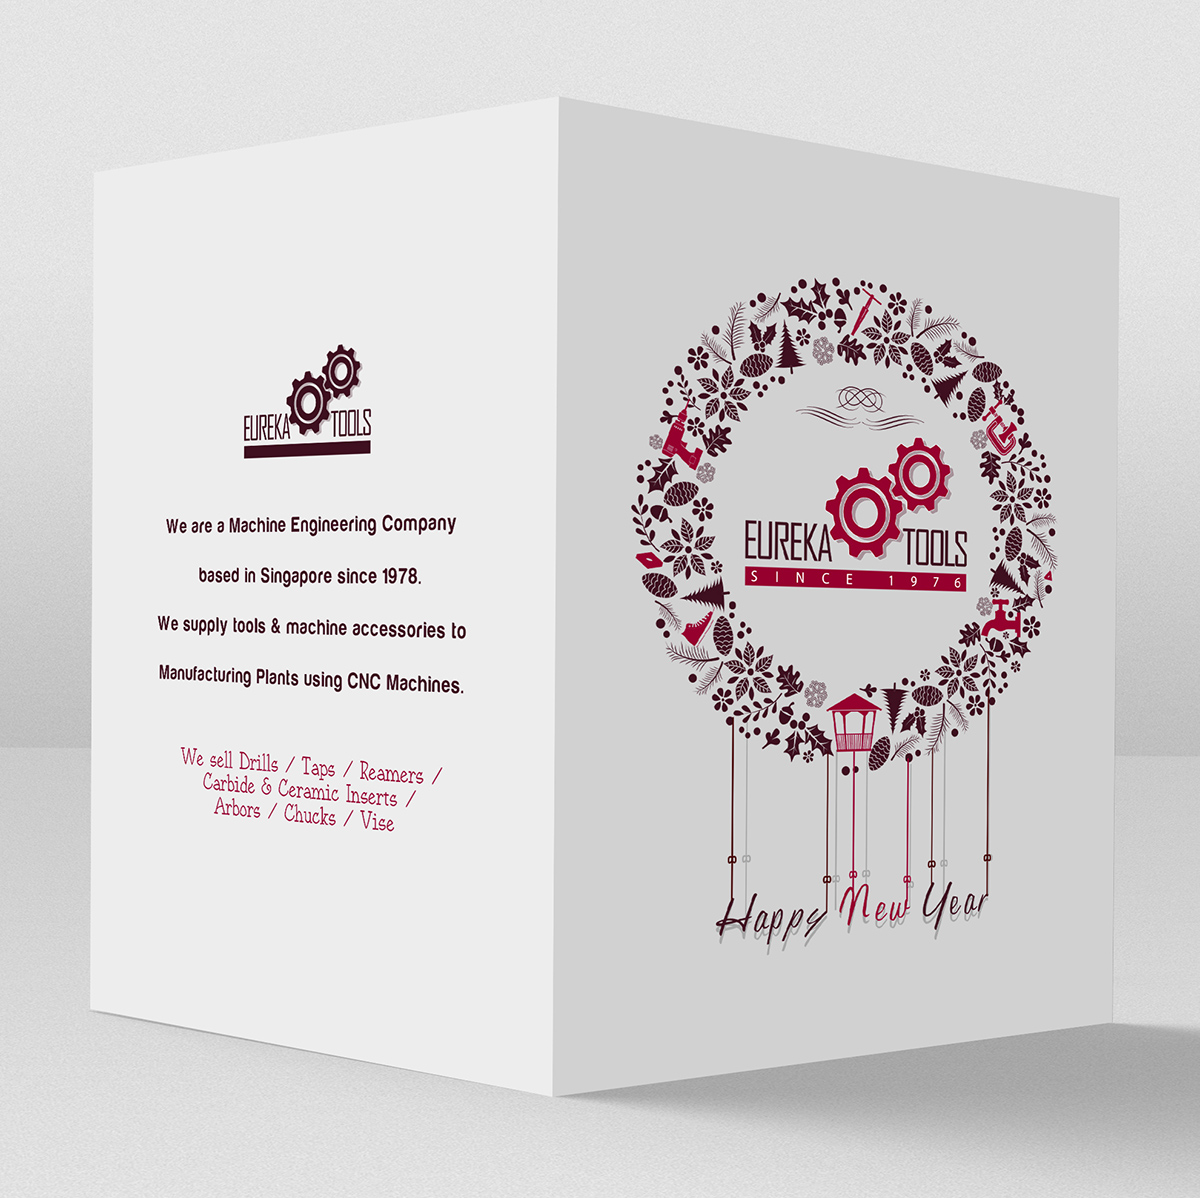 EUREKA TOOLS
We are a Machine Engineering Company
based in Singapore since 1978.
We supply tools & machine accessories to
Manufacturing Plants using CNC Machines.
We sell Drills / Taps / Reamers /
Carbide & Ceramic Inserts /
Arbors / Chucks / Vise
EUREKA TOOLS
SINCE 1976
Happy New Year